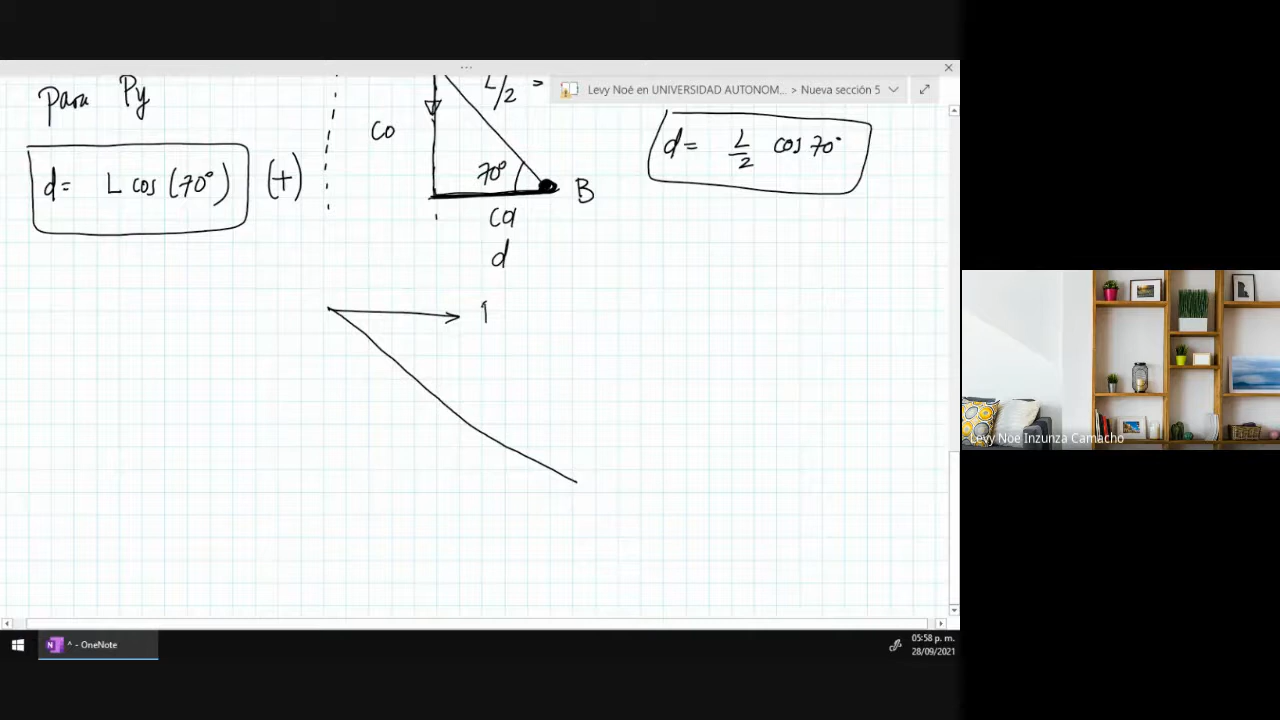 Levy Noé en UNIVERSIDAD AUTONOM... > Nueva sección 5
para Py
d = L cos (70°) (+)
co
L/2 =
70°
B
ca
d
d = L/2 cos 70°
^ - OneNote
05:58 p. m.
28/09/2021
Levy Noe Inzunza Camacho